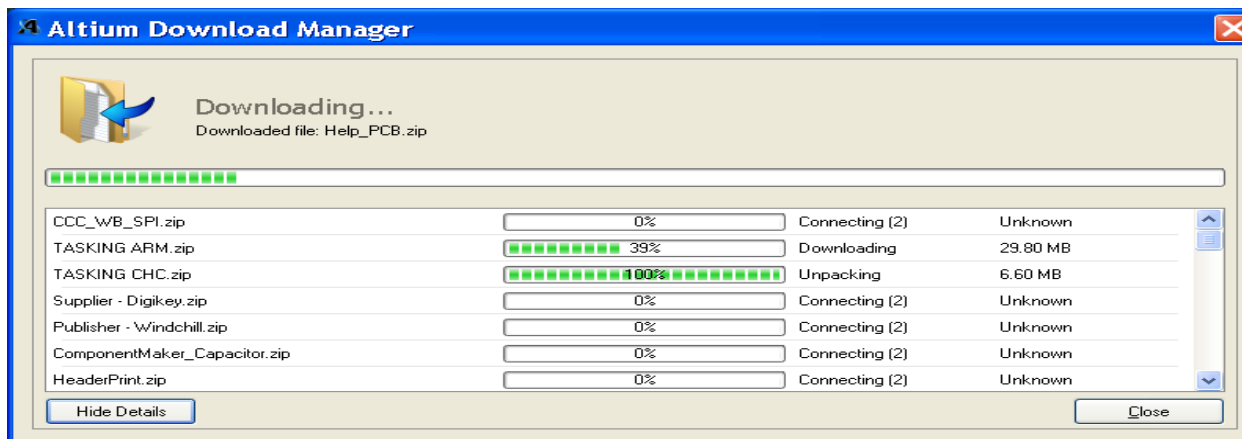 Altium Download Manager
Downloading...
Downloaded file: Help_PCB.zip
CCC_WB_SPI.zip 0% Connecting (2) Unknown
TASKING ARM.zip 39% Downloading 29.80 MB
TASKING CHC.zip 100% Unpacking 6.60 MB
Supplier - Digikey.zip 0% Connecting (2) Unknown
Publisher - Windchill.zip 0% Connecting (2) Unknown
ComponentMaker_Capacitor.zip 0% Connecting (2) Unknown
HeaderPrint.zip 0% Connecting (2) Unknown
Hide Details Close